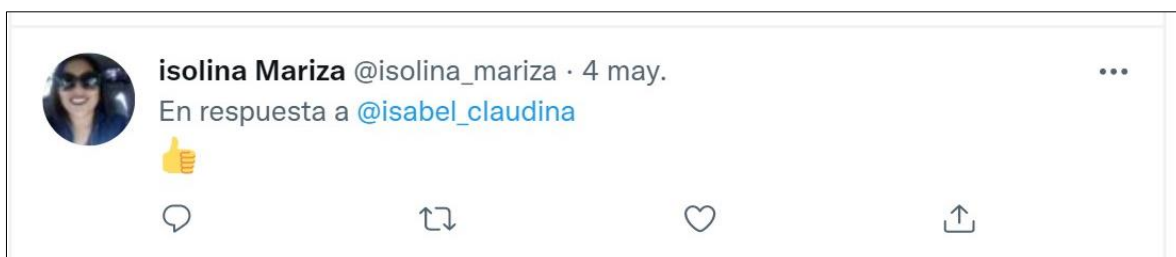 isolina Mariza @isolina_mariza · 4 may.
En respuesta a @isabel_claudina
👍